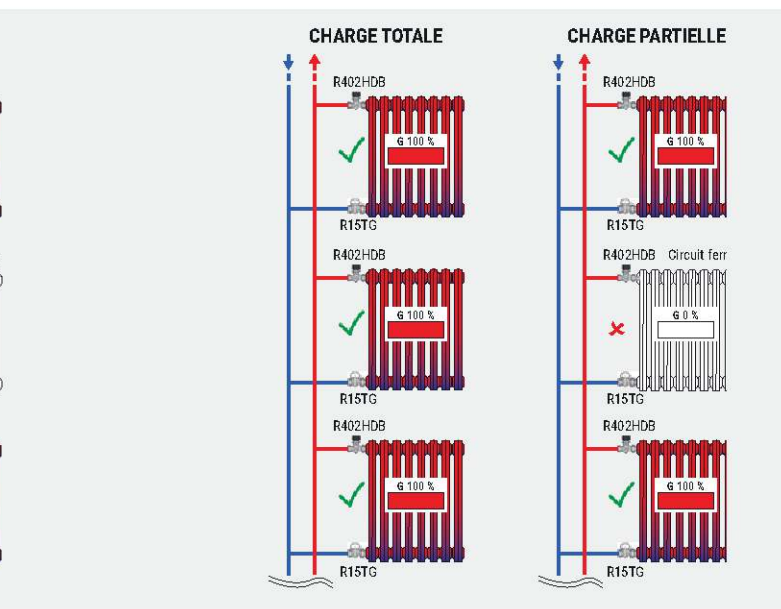 CHARGE TOTALE
R402HDB
G 100 %
R15TG
R402HDB
G 100 %
R15TG
R402HDB
G 100 %
R15TG
CHARGE PARTIELLE
R402HDB
G 100 %
R15TG
R402HDB Circuit
G 0 %
R15TG
R402HDB
G 100 %
R15TG